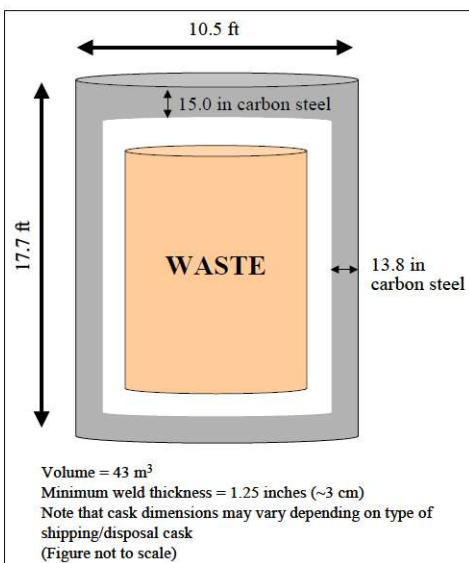 10.5 ft
15.0 in carbon steel
17.7 ft
WASTE
13.8 in
carbon steel
Volume = 43 m³
Minimum weld thickness = 1.25 inches (~3 cm)
Note that cask dimensions may vary depending on type of
shipping/disposal cask
(Figure not to scale)